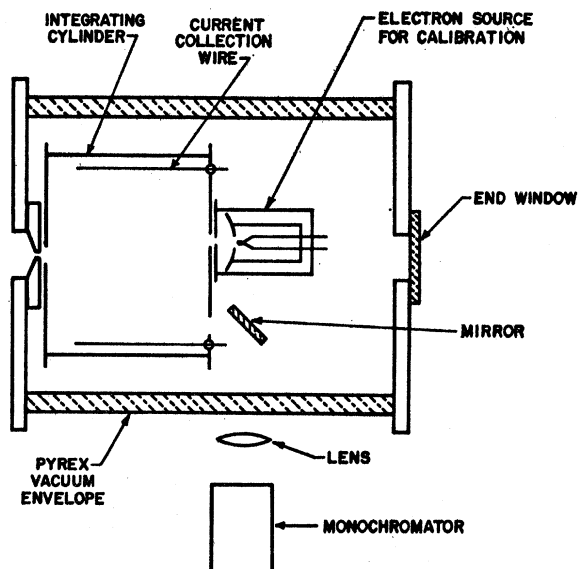 INTEGRATING
CYLINDER
CURRENT
COLLECTION
WIRE
ELECTRON SOURCE
FOR CALIBRATION
END WINDOW
MIRROR
LENS
PYREX
VACUUM
ENVELOPE
MONOCHROMATOR